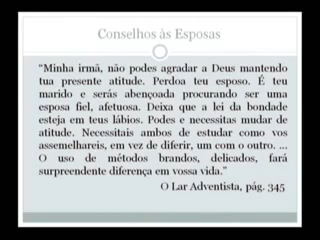 Conselhos às Esposas
"Minha irmã, não podes agradar a Deus mantendo
tua presente atitude. Perdoa teu esposo. É teu
marido e serás abençoada procurando ser uma
esposa fiel, afetuosa. Deixa que a lei da bondade
esteja em teus lábios. Podes e necessitas mudar de
atitude. Necessitais ambos de estudar como vos
assemelhareis, em vez de diferir, um com o outro. ...
O uso de métodos brandos, delicados, fará
surpreendente diferença em vossa vida."
O Lar Adventista, pág. 345